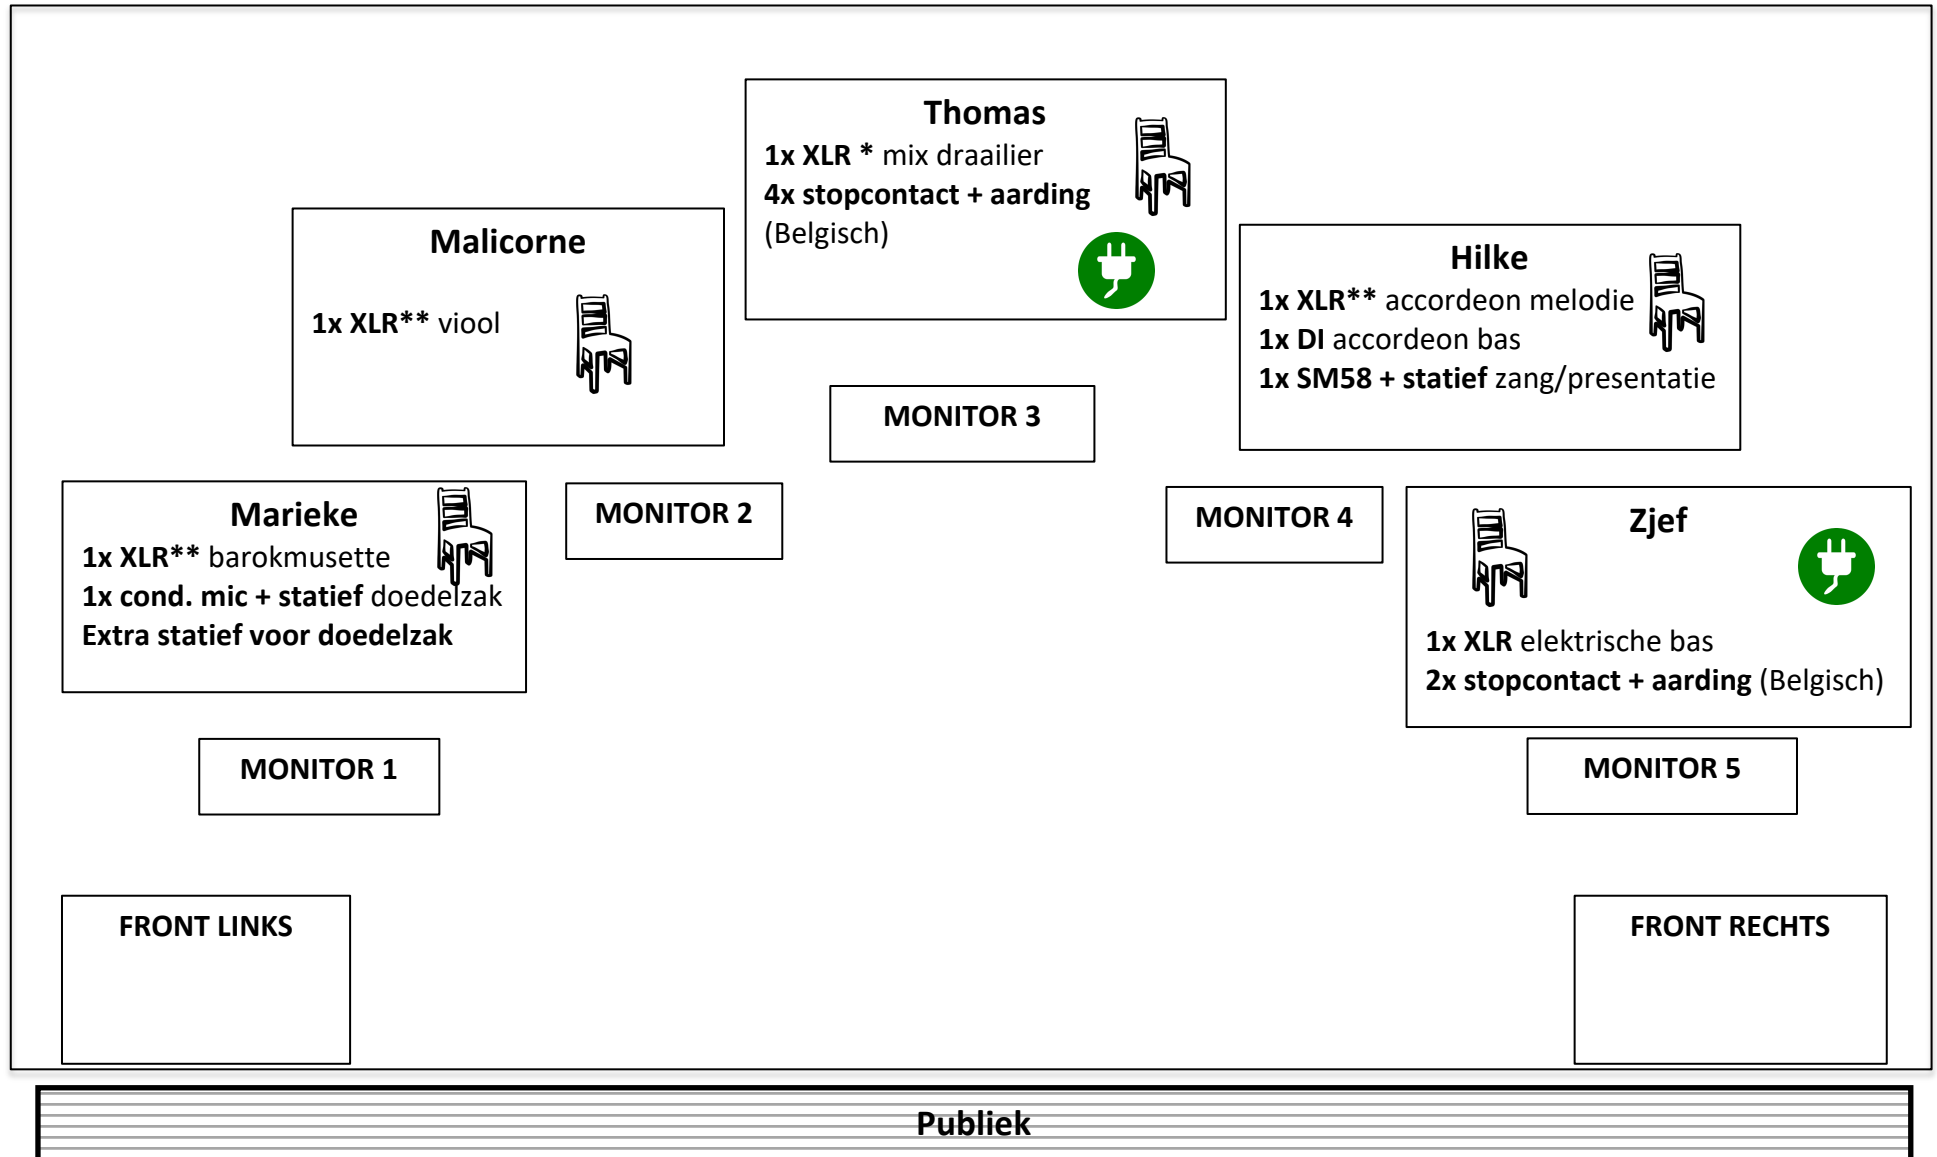 Thomas
1x XLR * mix draailier
4x stopcontact + aarding
(Belgisch)
Malicorne
1x XLR** viool
Hilke
1x XLR** accordeon melodie
1x DI accordeon bas
1x SM58 + statief zang/presentatie
MONITOR 3
Marieke
1x XLR** barokmusette
1x cond. mic + statief doedelzak
Extra statief voor doedelzak
MONITOR 2
MONITOR 4
Zjef
1x XLR elektrische bas
2x stopcontact + aarding (Belgisch)
MONITOR 1
MONITOR 5
FRONT LINKS
FRONT RECHTS
Publiek